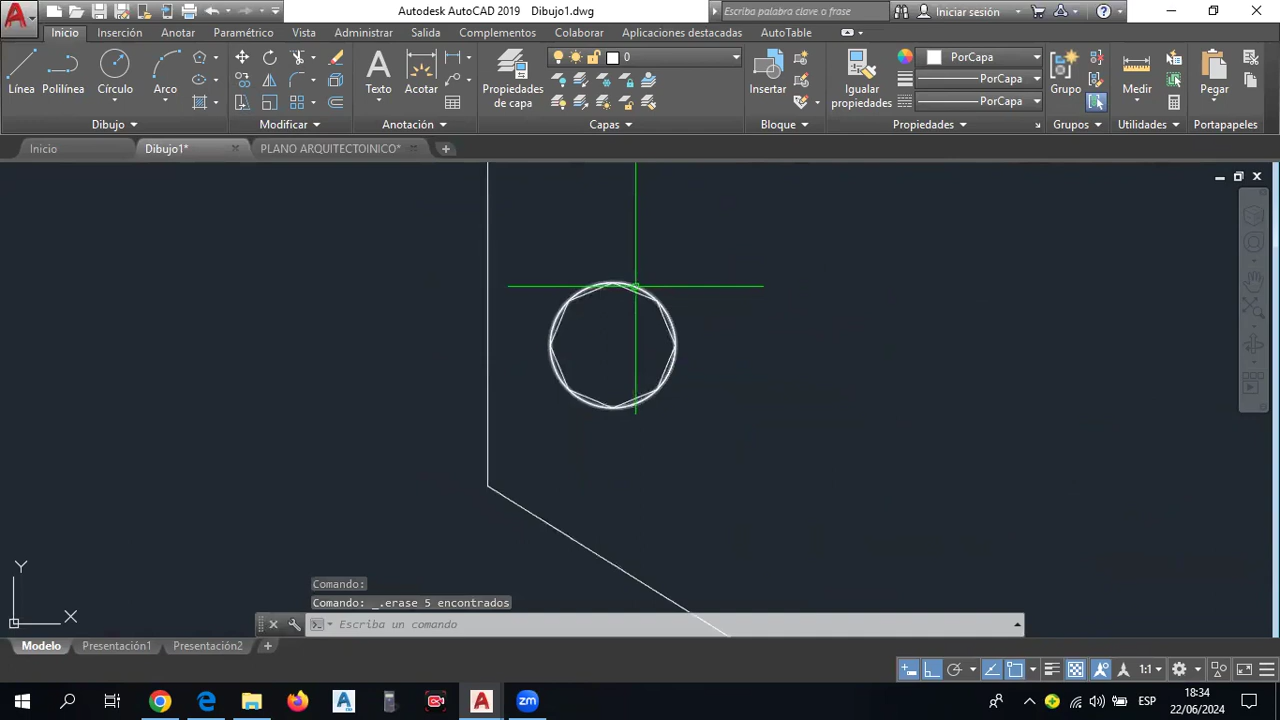 Autodesk AutoCAD 2019 Dibujo1.dwg
Escriba palabra clave o frase
Iniciar sesión
Inicio Inserción Anotar Paramétrico Vista Administrar Salida Complementos Colaborar Aplicaciones destacadas AutoTable
Línea Polilínea Círculo Arco
Texto Acotar
Propiedades de capa
0
Insertar
Igualar propiedades
PorCapa
PorCapa
PorCapa
Grupo
Medir
Pegar
Dibujo Modificar Anotación Capas Bloque Propiedades Grupos Utilidades Portapapeles
Inicio Dibujo1* PLANO ARQUITECTOINICO*
Y
X
Comando:
Comando: _.erase 5 encontrados
Escriba un comando
Modelo Presentación1 Presentación2
1:1
ESP
18:34
22/06/2024